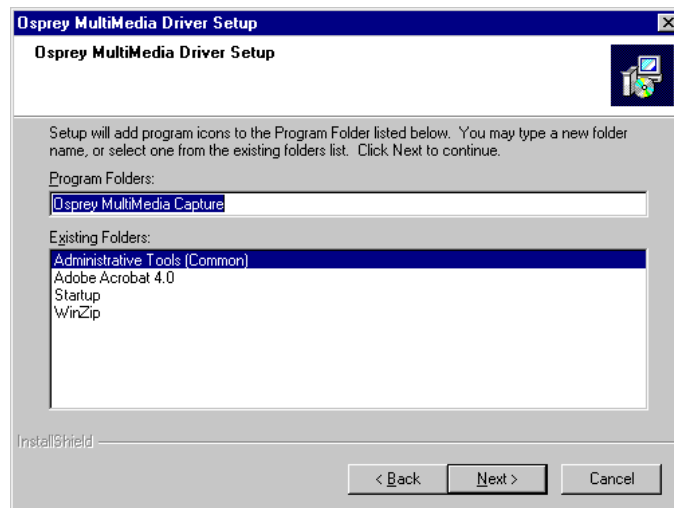 Osprey MultiMedia Driver Setup
Osprey MultiMedia Driver Setup
Setup will add program icons to the Program Folder listed below. You may type a new folder
name, or select one from the existing folders list. Click Next to continue.
Program Folders:
Osprey MultiMedia Capture
Existing Folders:
Administrative Tools (Common)
Adobe Acrobat 4.0
Startup
WinZip
InstallShield
< Back Next > Cancel